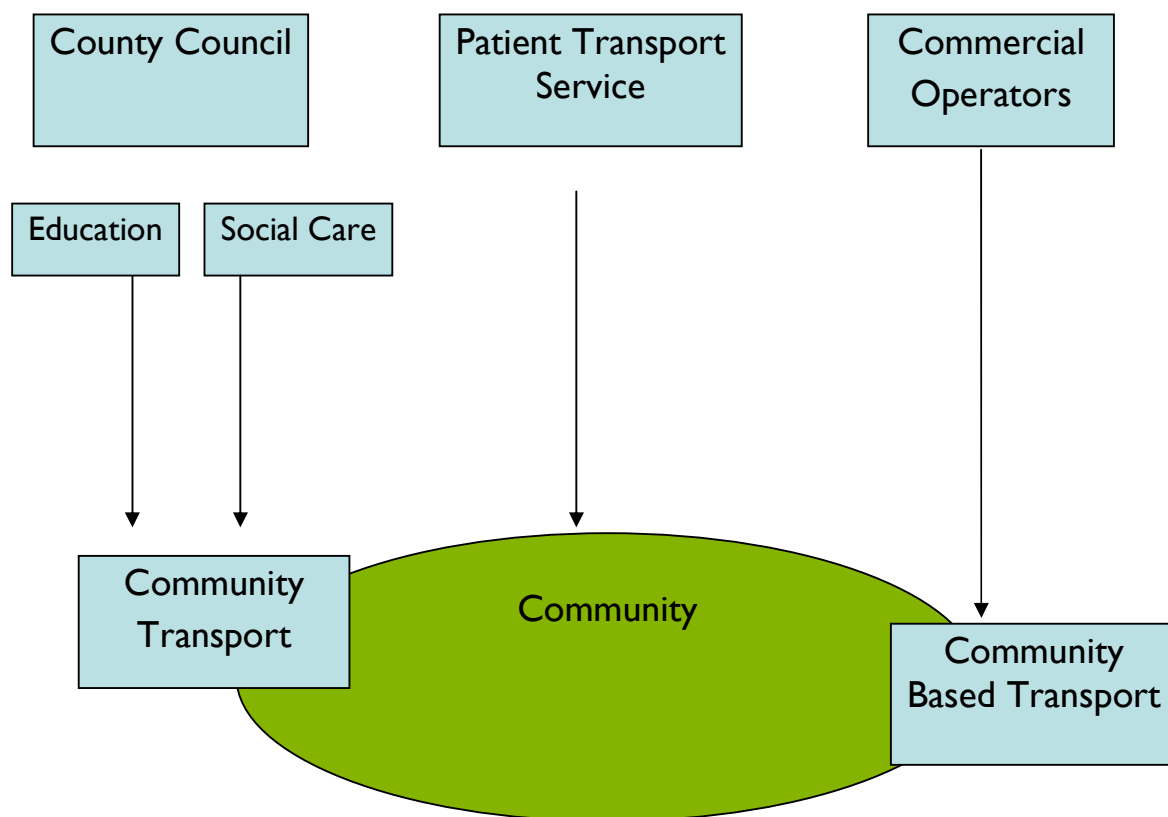 County Council
Patient Transport
Service
Commercial
Operators
Education
Social Care
Community
Transport
Community
Community
Based Transport